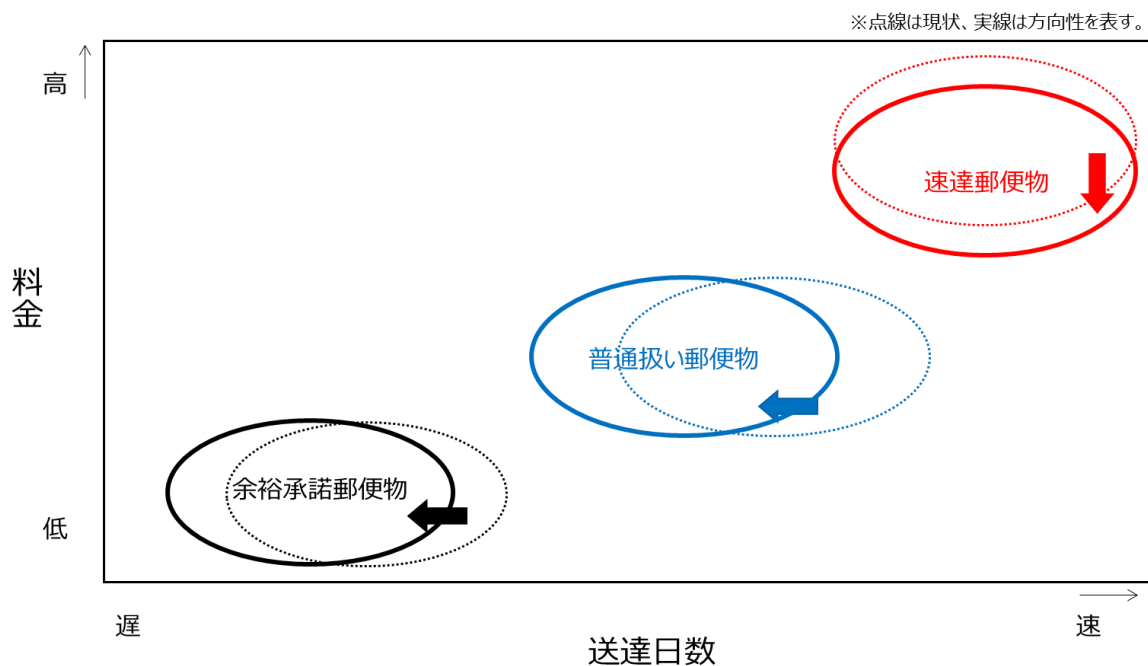 ※点線は現状、実線は方向性を表す。
高
速達郵便物
料
金
普通扱い郵便物
余裕承諾郵便物
低
遅
速
送達日数